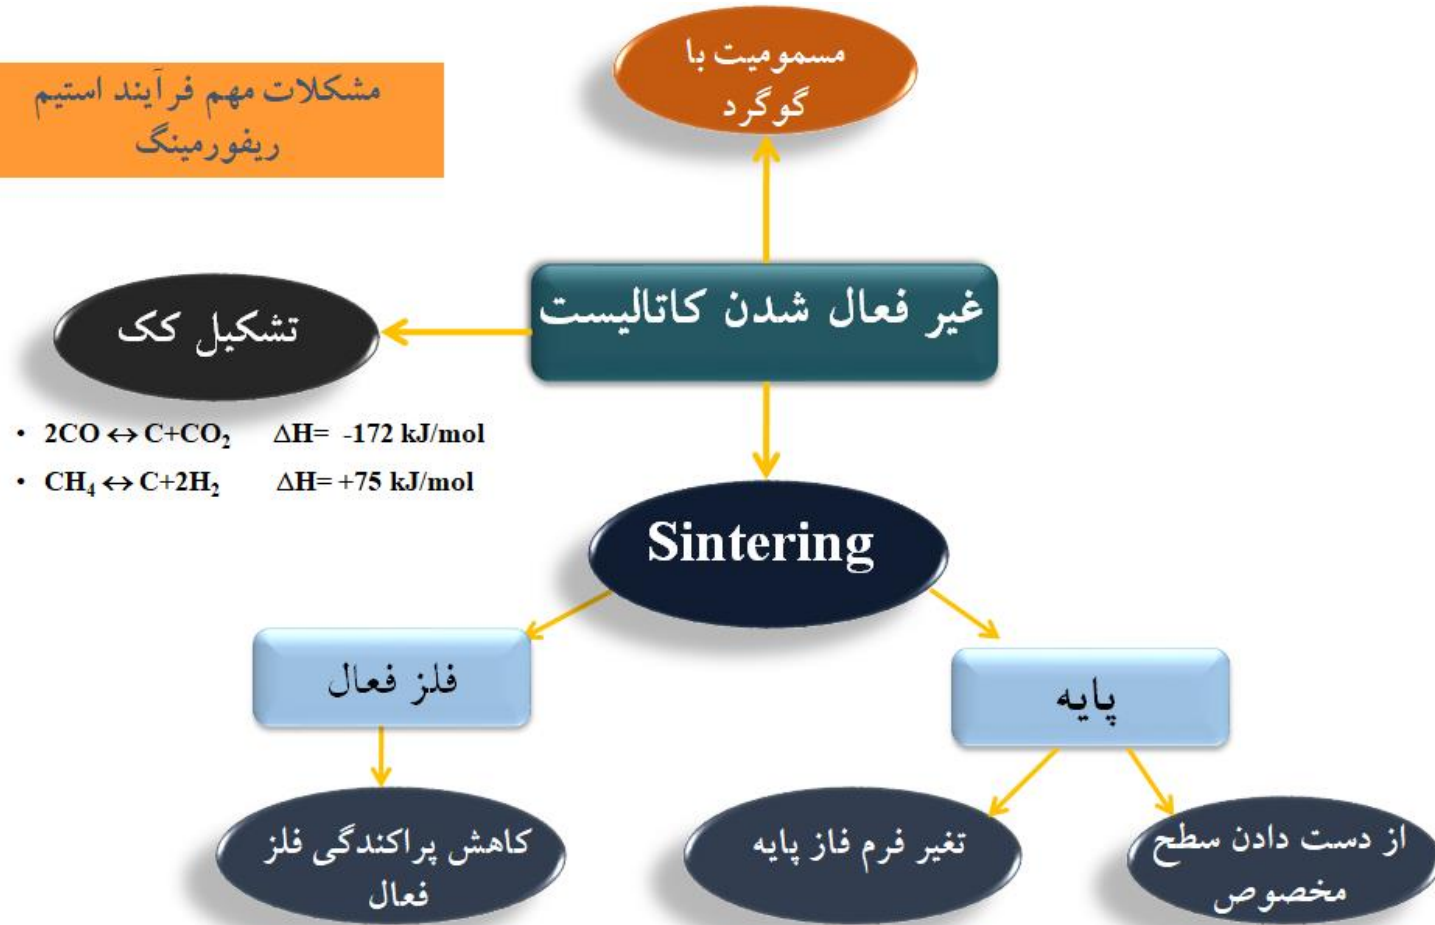 مسمومیت با
گوگرد
مشکلات مهم فرآیند استیم
ریفورمینگ
غیر فعال شدن کاتالیست
تشکیل کک
• 2CO ↔ C+CO₂ ΔH= -172 kJ/mol
• CH₄ ↔ C+2H₂ ΔH= +75 kJ/mol
Sintering
فلز فعال
پایه
کاهش پراکندگی فلز
فعال
تغیر فرم فاز پایه
از دست دادن سطح
مخصوص